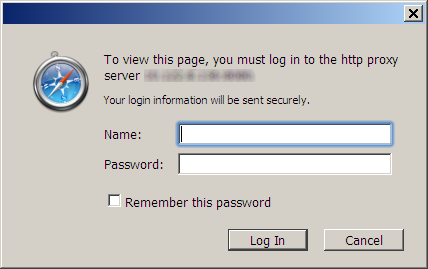 To view this page, you must log in to the http proxy
server
Your login information will be sent securely.
Name:
Password:
Remember this password
Log In
Cancel